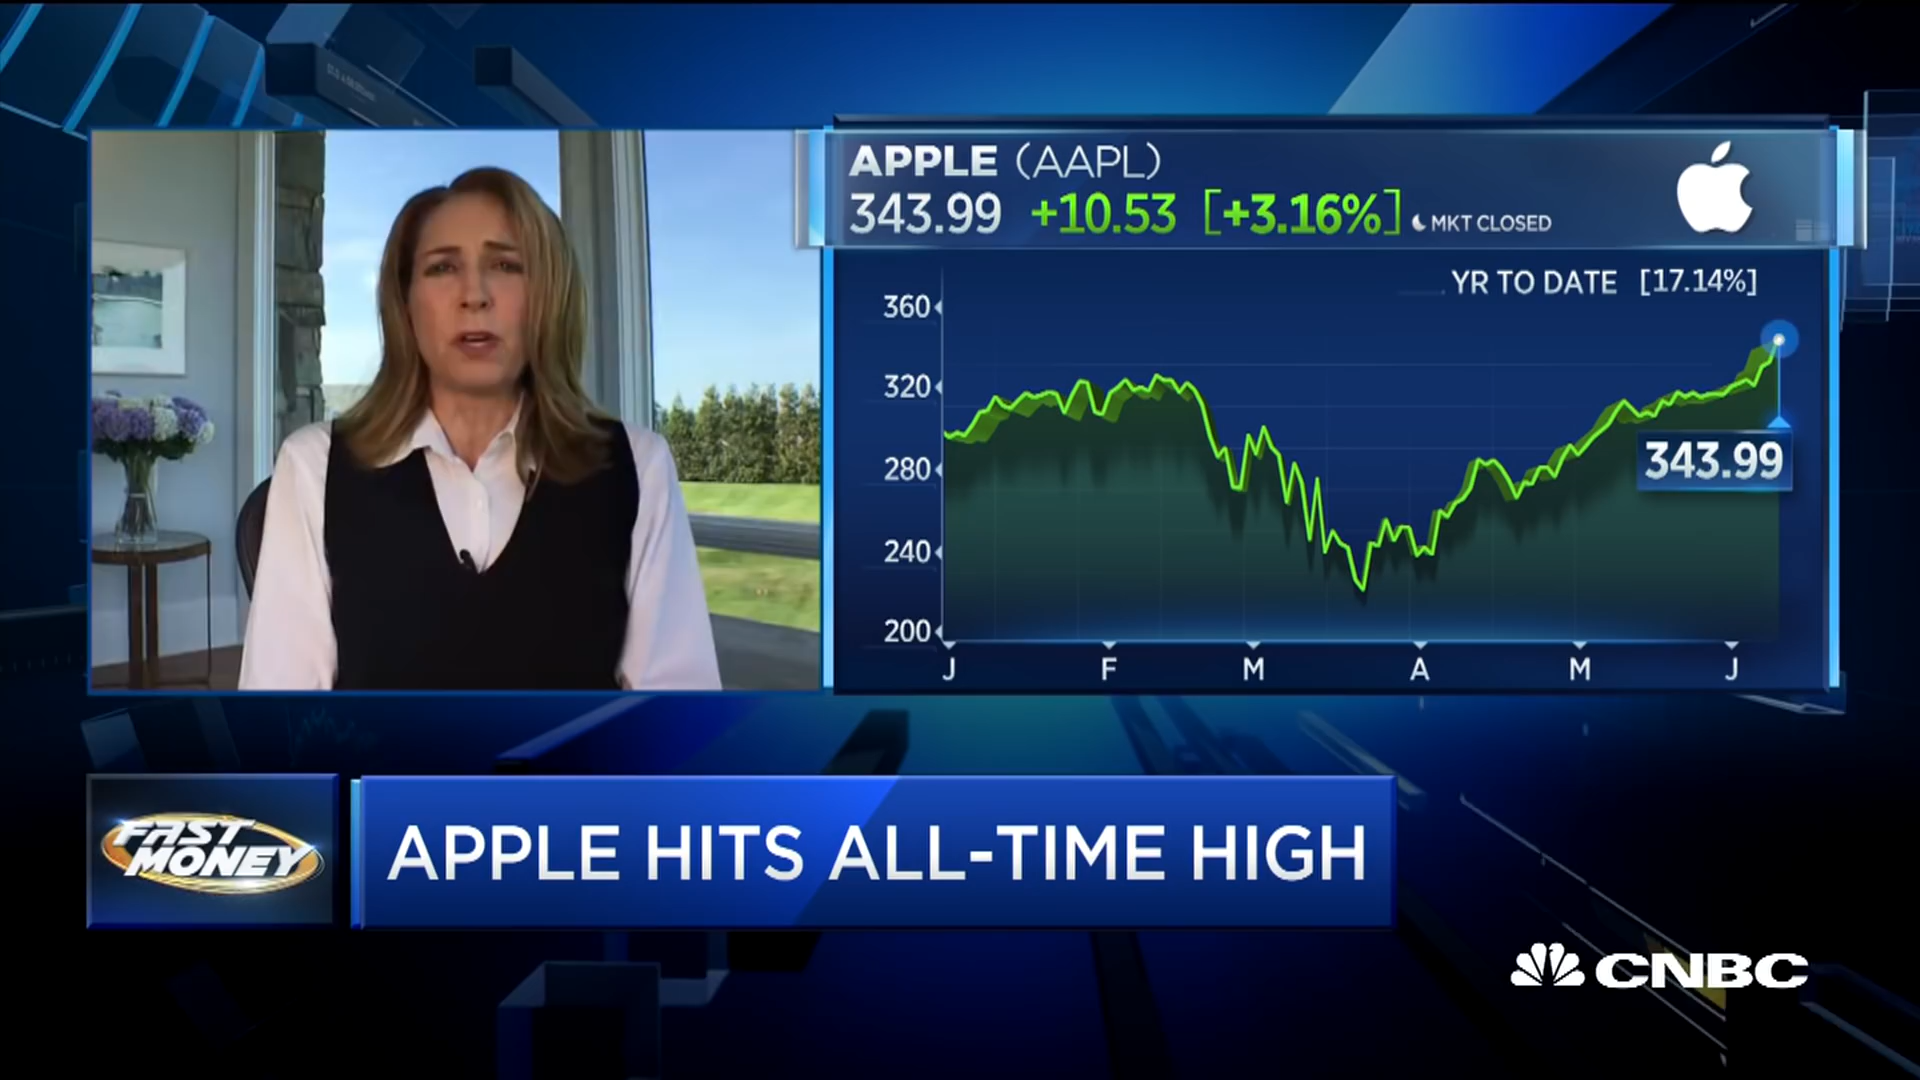 APPLE (AAPL)
343.99 +10.53 [+3.16%] MKT CLOSED
YR TO DATE [17.14%]
360
320
280
240
200
343.99
J F M A M J
FAST
MONEY
APPLE HITS ALL-TIME HIGH
CNBC